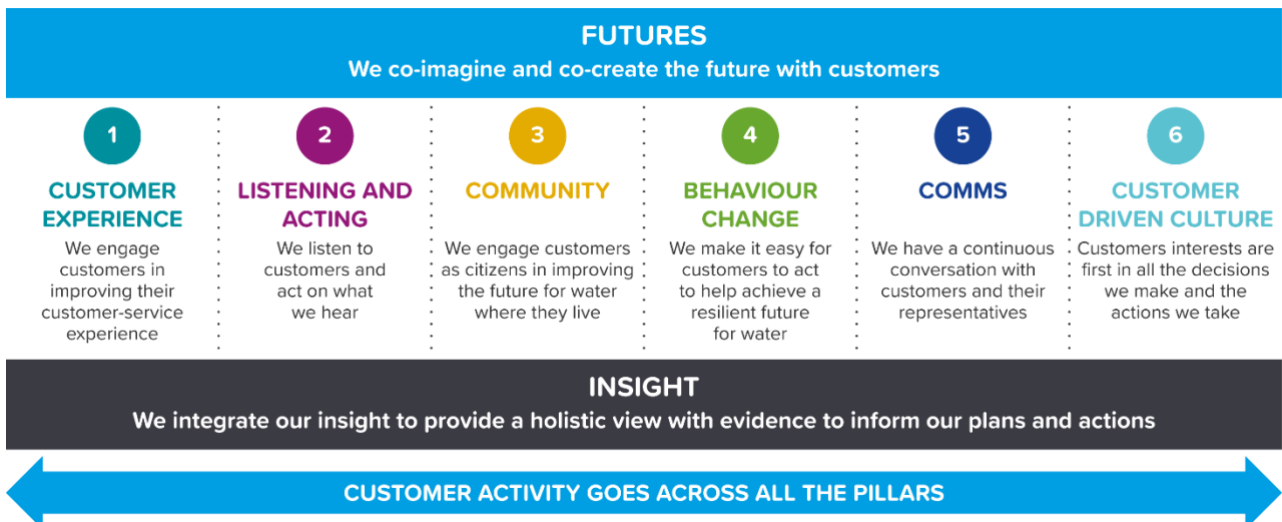 FUTURES
We co-imagine and co-create the future with customers
1
CUSTOMER
EXPERIENCE
We engage
customers in
improving their
customer-service
experience
2
LISTENING AND
ACTING
We listen to
customers and
act on what
we hear
3
COMMUNITY
We engage customers
as citizens in improving
the future for water
where they live
4
BEHAVIOUR
CHANGE
We make it easy for
customers to act
to help achieve a
resilient future
for water
5
COMMS
We have a continuous
conversation with
customers and their
representatives
6
CUSTOMER
DRIVEN CULTURE
Customers interests are
first in all the decisions
we make and the
actions we take
INSIGHT
We integrate our insight to provide a holistic view with evidence to inform our plans and actions
CUSTOMER ACTIVITY GOES ACROSS ALL THE PILLARS